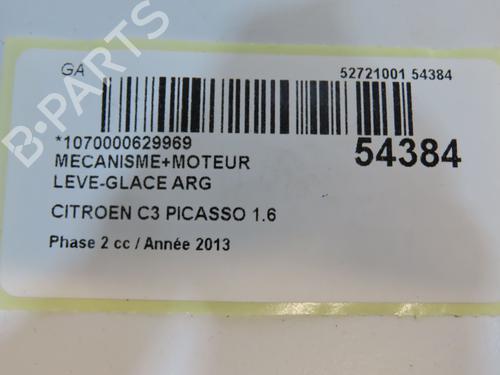 GA
52721001 54384
*1070000629969
54384
MECANISME+MOTEUR
LEVE-GLACE ARG
CITROEN C3 PICASSO 1.6
Phase 2 cc / Année 2013
B-PARTS